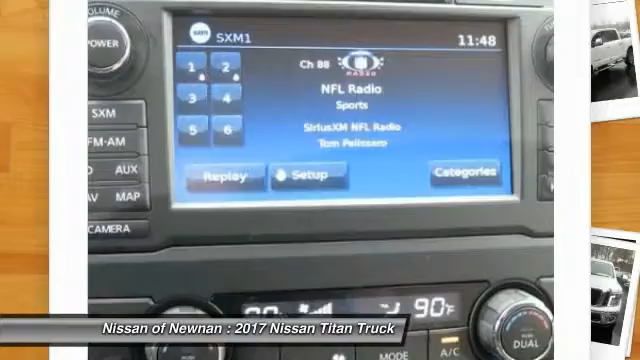 VOLUME
POWER
SXM1
11:48
1 2
3 4
5 6
Ch 88
RADIO
NFL Radio
Sports
SiriusXM NFL Radio
Tom Pelissero
Replay
Setup
Categories
SXM
FM·AM
AUX
MAP
CAMERA
90°F
MODE
A/C
DUAL
Nissan of Newnan : 2017 Nissan Titan Truck